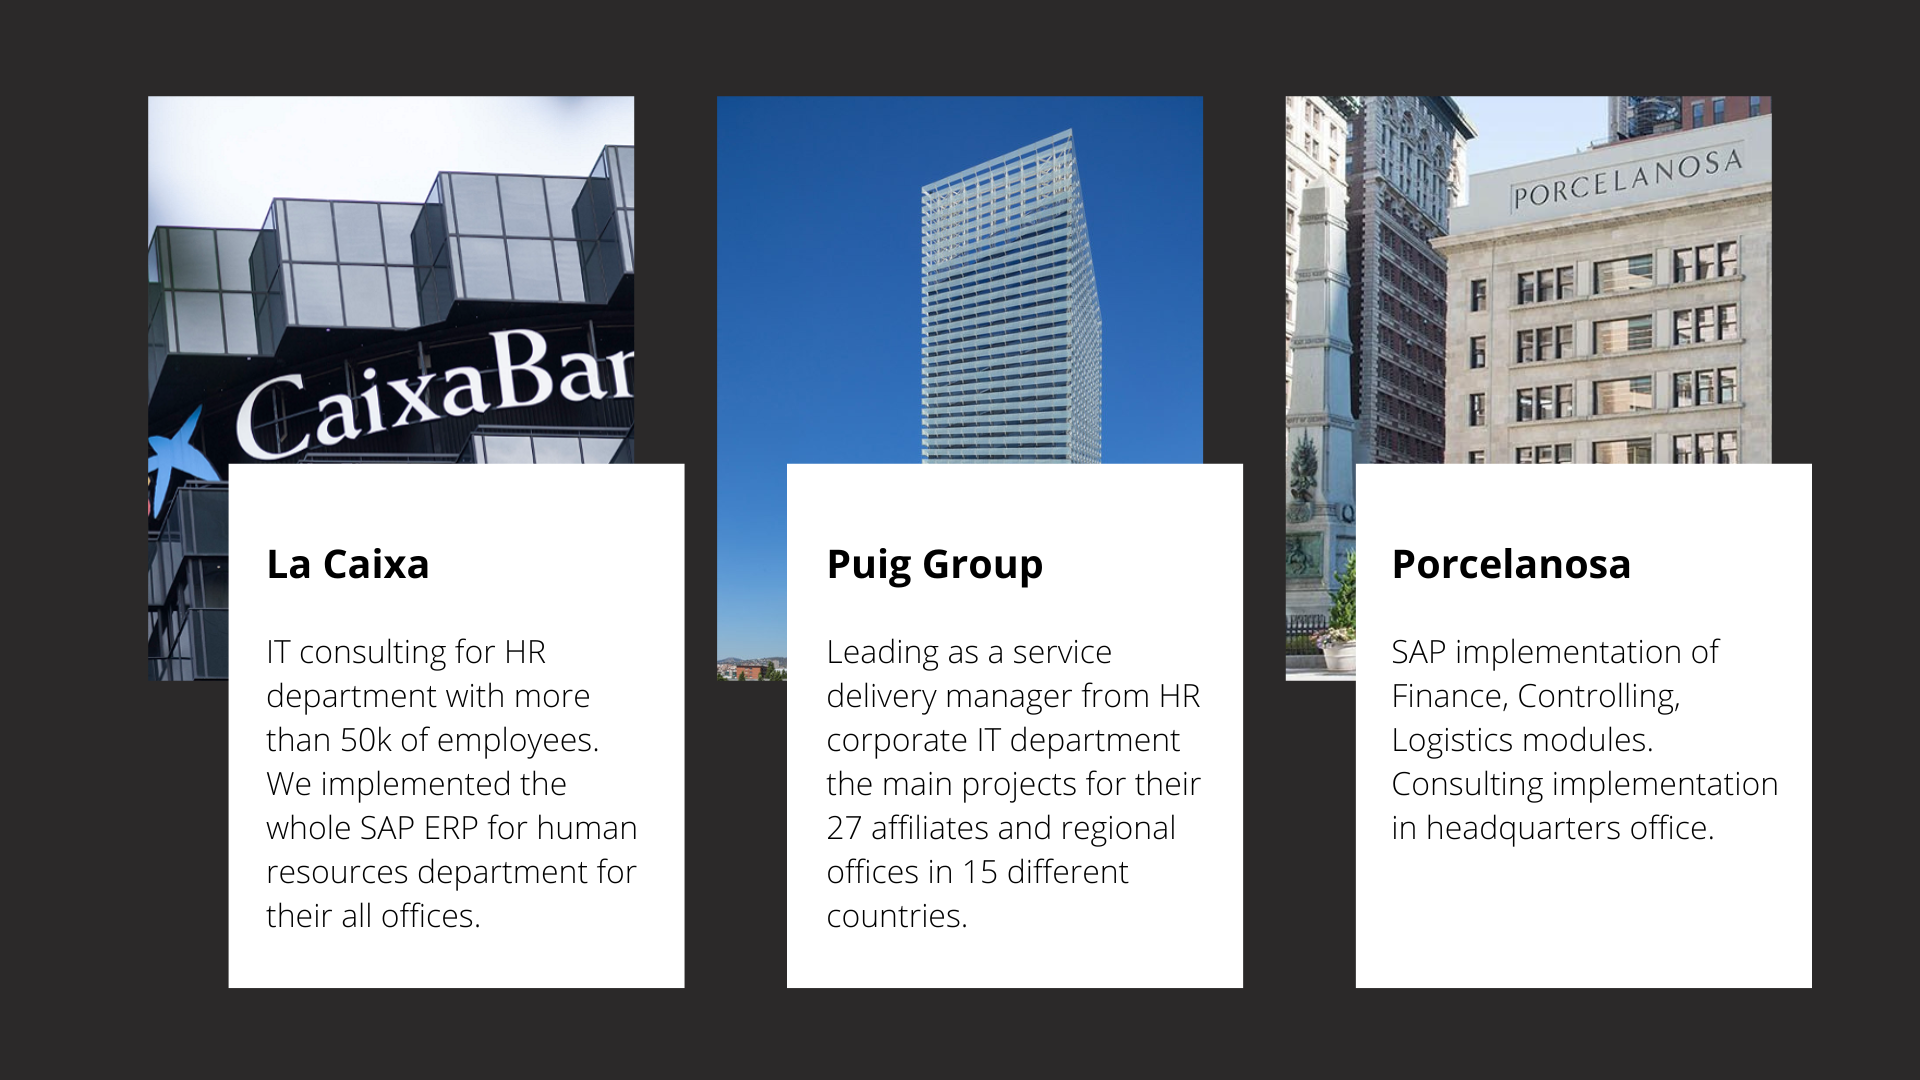 CaixaBan
PORCELANOSA
La Caixa
IT consulting for HR
department with more
than 50k of employees.
We implemented the
whole SAP ERP for human
resources department for
their all offices.
Puig Group
Leading as a service
delivery manager from HR
corporate IT department
the main projects for their
27 affiliates and regional
offices in 15 different
countries.
Porcelanosa
SAP implementation of
Finance, Controlling,
Logistics modules.
Consulting implementation
in headquarters office.